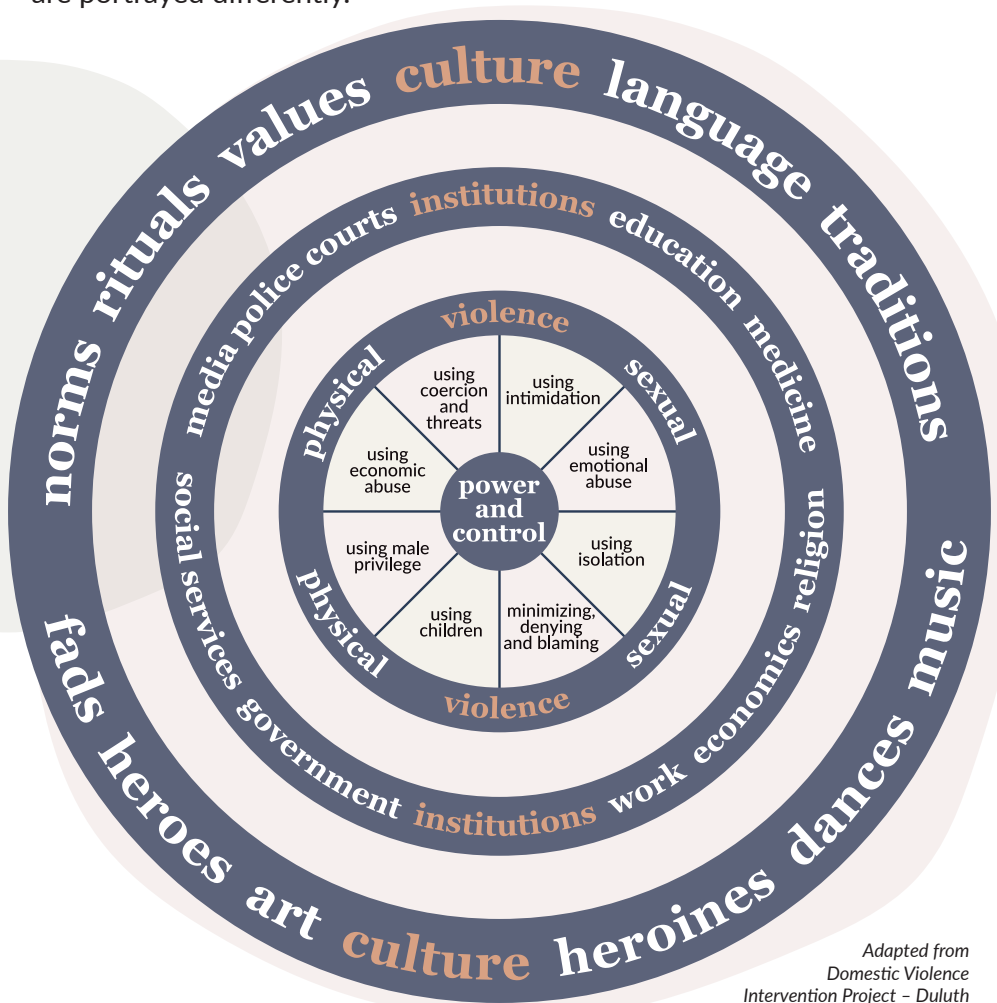 are portrayed differently.
norms rituals values culture language traditions
fads heroes art culture heroines dances music
media police courts institutions education medicine
social services government institutions work economics religion
physical violence sexual
physical violence sexual
using
coercion
and
threats
using
intimidation
using
emotional
abuse
using
isolation
minimizing,
denying
and blaming
using
children
using male
privilege
using
economic
abuse
power
and
control
Adapted from
Domestic Violence
Intervention Project – Duluth